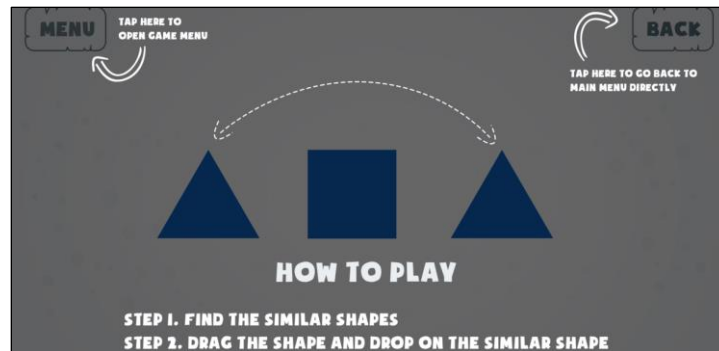 MENU
TAP HERE TO
OPEN GAME MENU
BACK
TAP HERE TO GO BACK TO
MAIN MENU DIRECTLY
HOW TO PLAY
STEP 1. FIND THE SIMILAR SHAPES
STEP 2. DRAG THE SHAPE AND DROP ON THE SIMILAR SHAPE